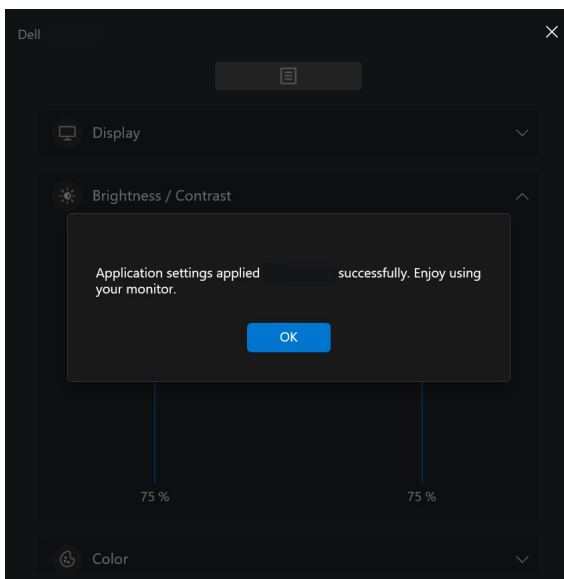 Dell
Display
Brightness / Contrast
Application settings applied successfully. Enjoy using
your monitor.
OK
75 % 75 %
Color